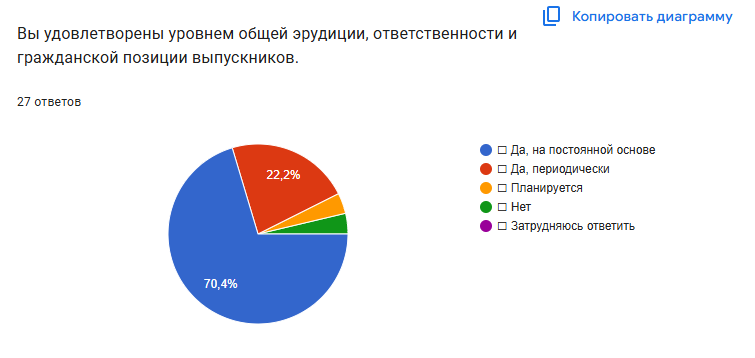 Копировать диаграмму
Вы удовлетворены уровнем общей эрудиции, ответственности и
гражданской позиции выпускников.
27 ответов
22,2%
70,4%
☐ Да, на постоянной основе
☐ Да, периодически
☐ Планируется
☐ Нет
☐ Затрудняюсь ответить